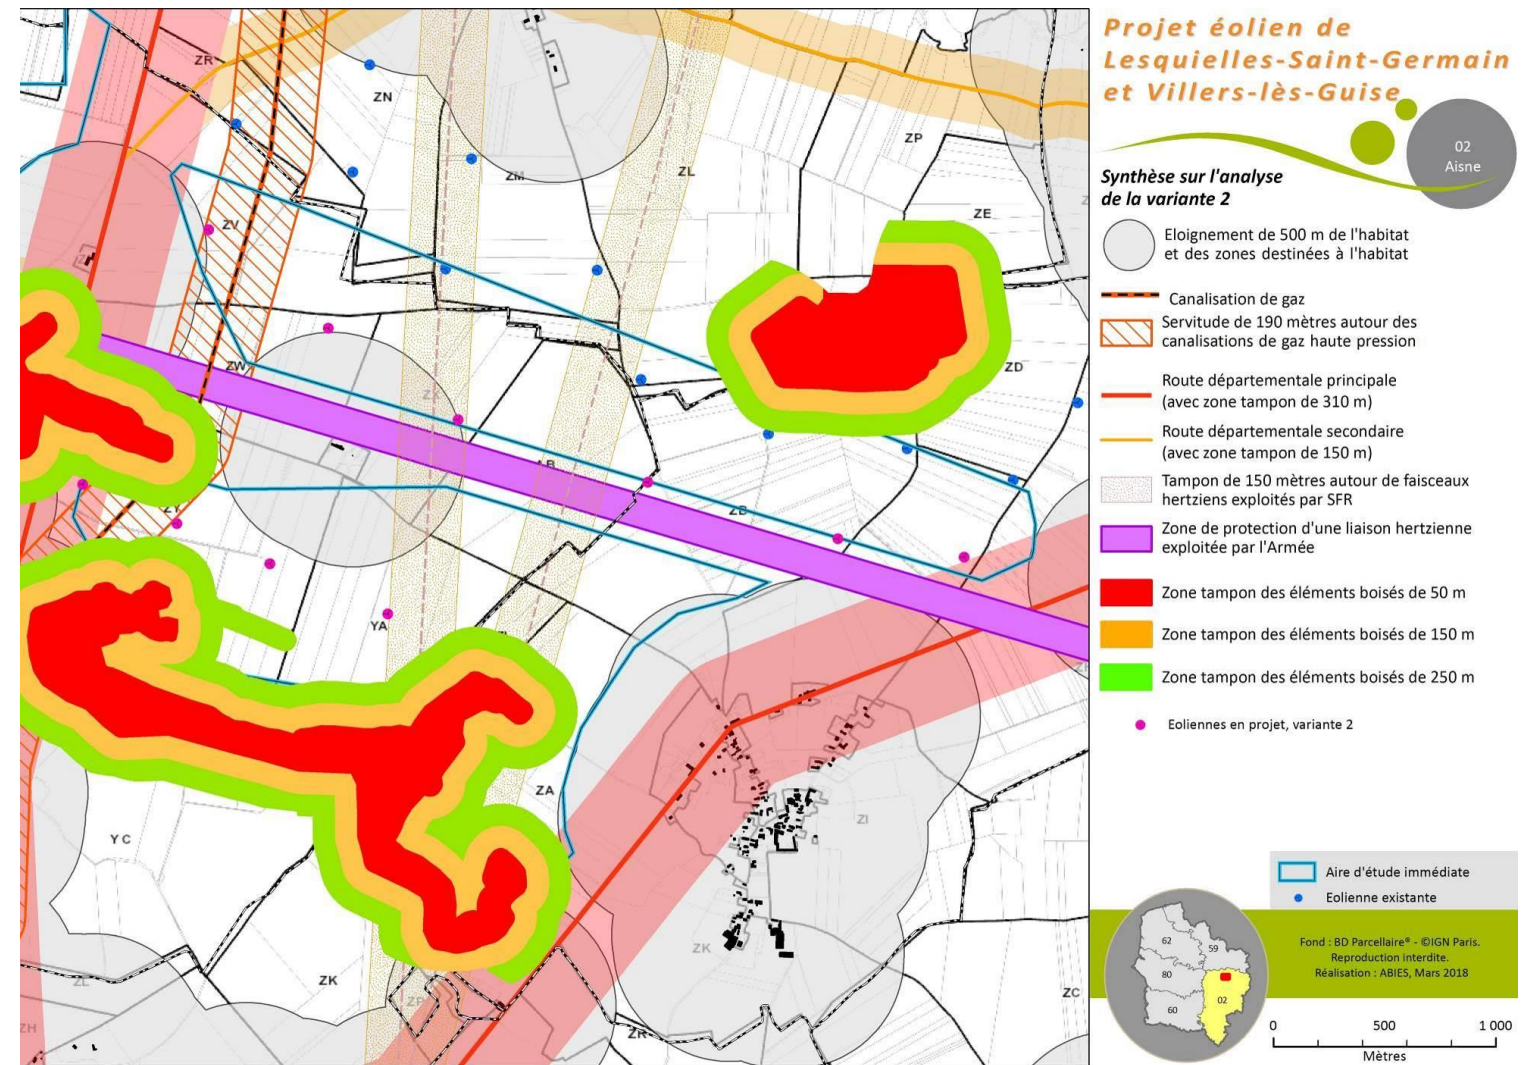 Projet éolien de
Lesquielles-Saint-Germain
et Villers-lès-Guise
02
Aisne
Synthèse sur l'analyse
de la variante 2
Eloignement de 500 m de l'habitat
et des zones destinées à l'habitat
Canalisation de gaz
Servitude de 190 mètres autour des
canalisations de gaz haute pression
Route départementale principale
(avec zone tampon de 310 m)
Route départementale secondaire
(avec zone tampon de 150 m)
Tampon de 150 mètres autour de faisceaux
hertziens exploités par SFR
Zone de protection d'une liaison hertzienne
exploitée par l'Armée
Zone tampon des éléments boisés de 50 m
Zone tampon des éléments boisés de 150 m
Zone tampon des éléments boisés de 250 m
Eoliennes en projet, variante 2
Aire d'étude immédiate
Eolienne existante
Fond : BD Parcellaire® - ©IGN Paris.
Reproduction interdite.
Réalisation : ABIES, Mars 2018
62
59
80
02
60
0 500 1 000
Mètres
ZR
ZN
ZP
ZM
ZL
ZV
ZE
ZW
ZD
ZX
ZB
ZY
YA
ZA
YC
ZI
ZK
ZK
ZL
ZC
ZH
ZR